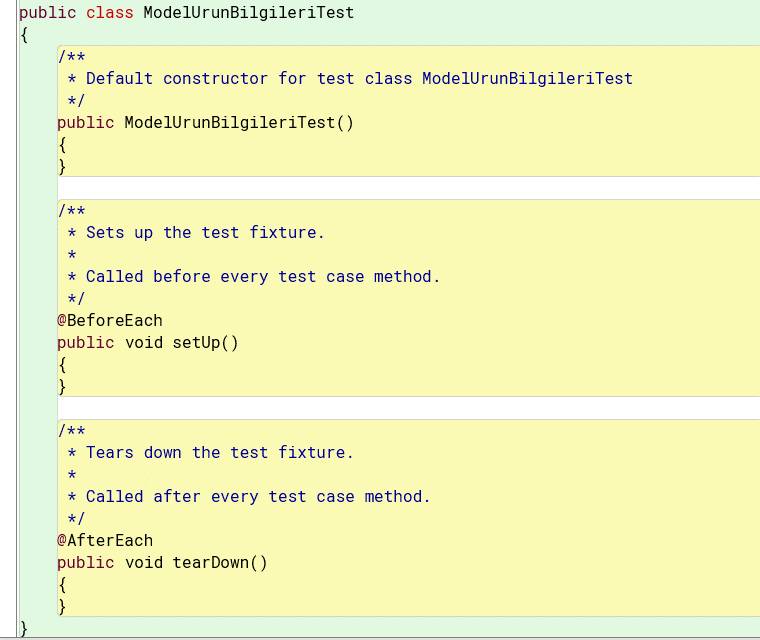 public class ModelUrunBilgileriTest
{
    /**
     * Default constructor for test class ModelUrunBilgileriTest
     */
    public ModelUrunBilgileriTest()
    {
    }

    /**
     * Sets up the test fixture.
     *
     * Called before every test case method.
     */
    @BeforeEach
    public void setUp()
    {
    }

    /**
     * Tears down the test fixture.
     *
     * Called after every test case method.
     */
    @AfterEach
    public void tearDown()
    {
    }
}